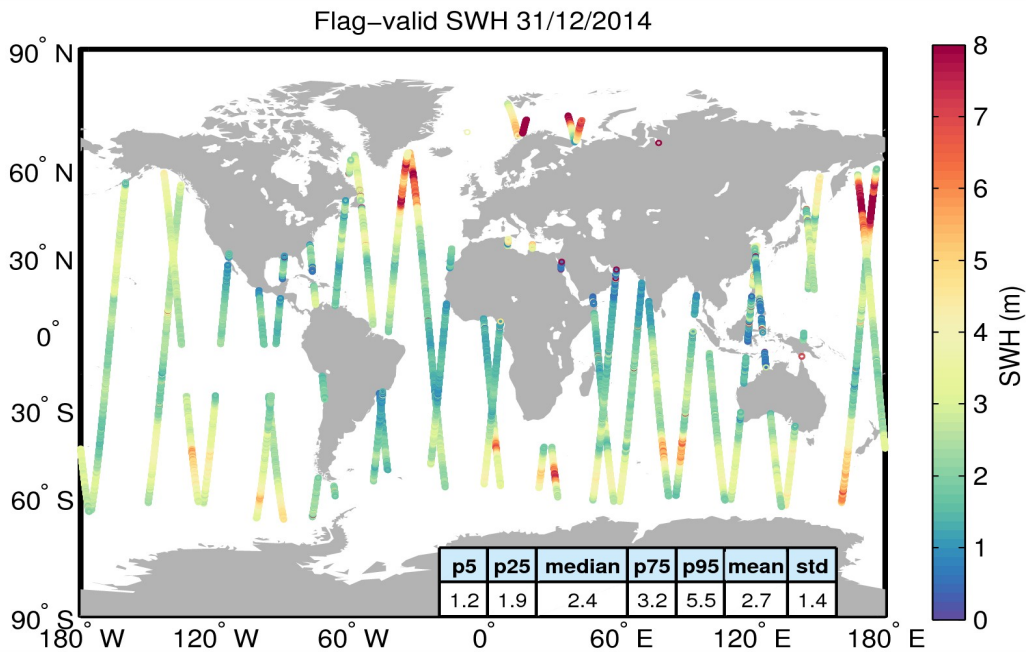 Flag−valid SWH 31/12/2014
90° N
60° N
30° N
0°
30° S
60° S
90° S
180° W
120° W
60° W
0°
60° E
120° E
180° E
p5 p25 median p75 p95 mean std
1.2 1.9 2.4 3.2 5.5 2.7 1.4
8
7
6
5
4
3
2
1
0
SWH (m)